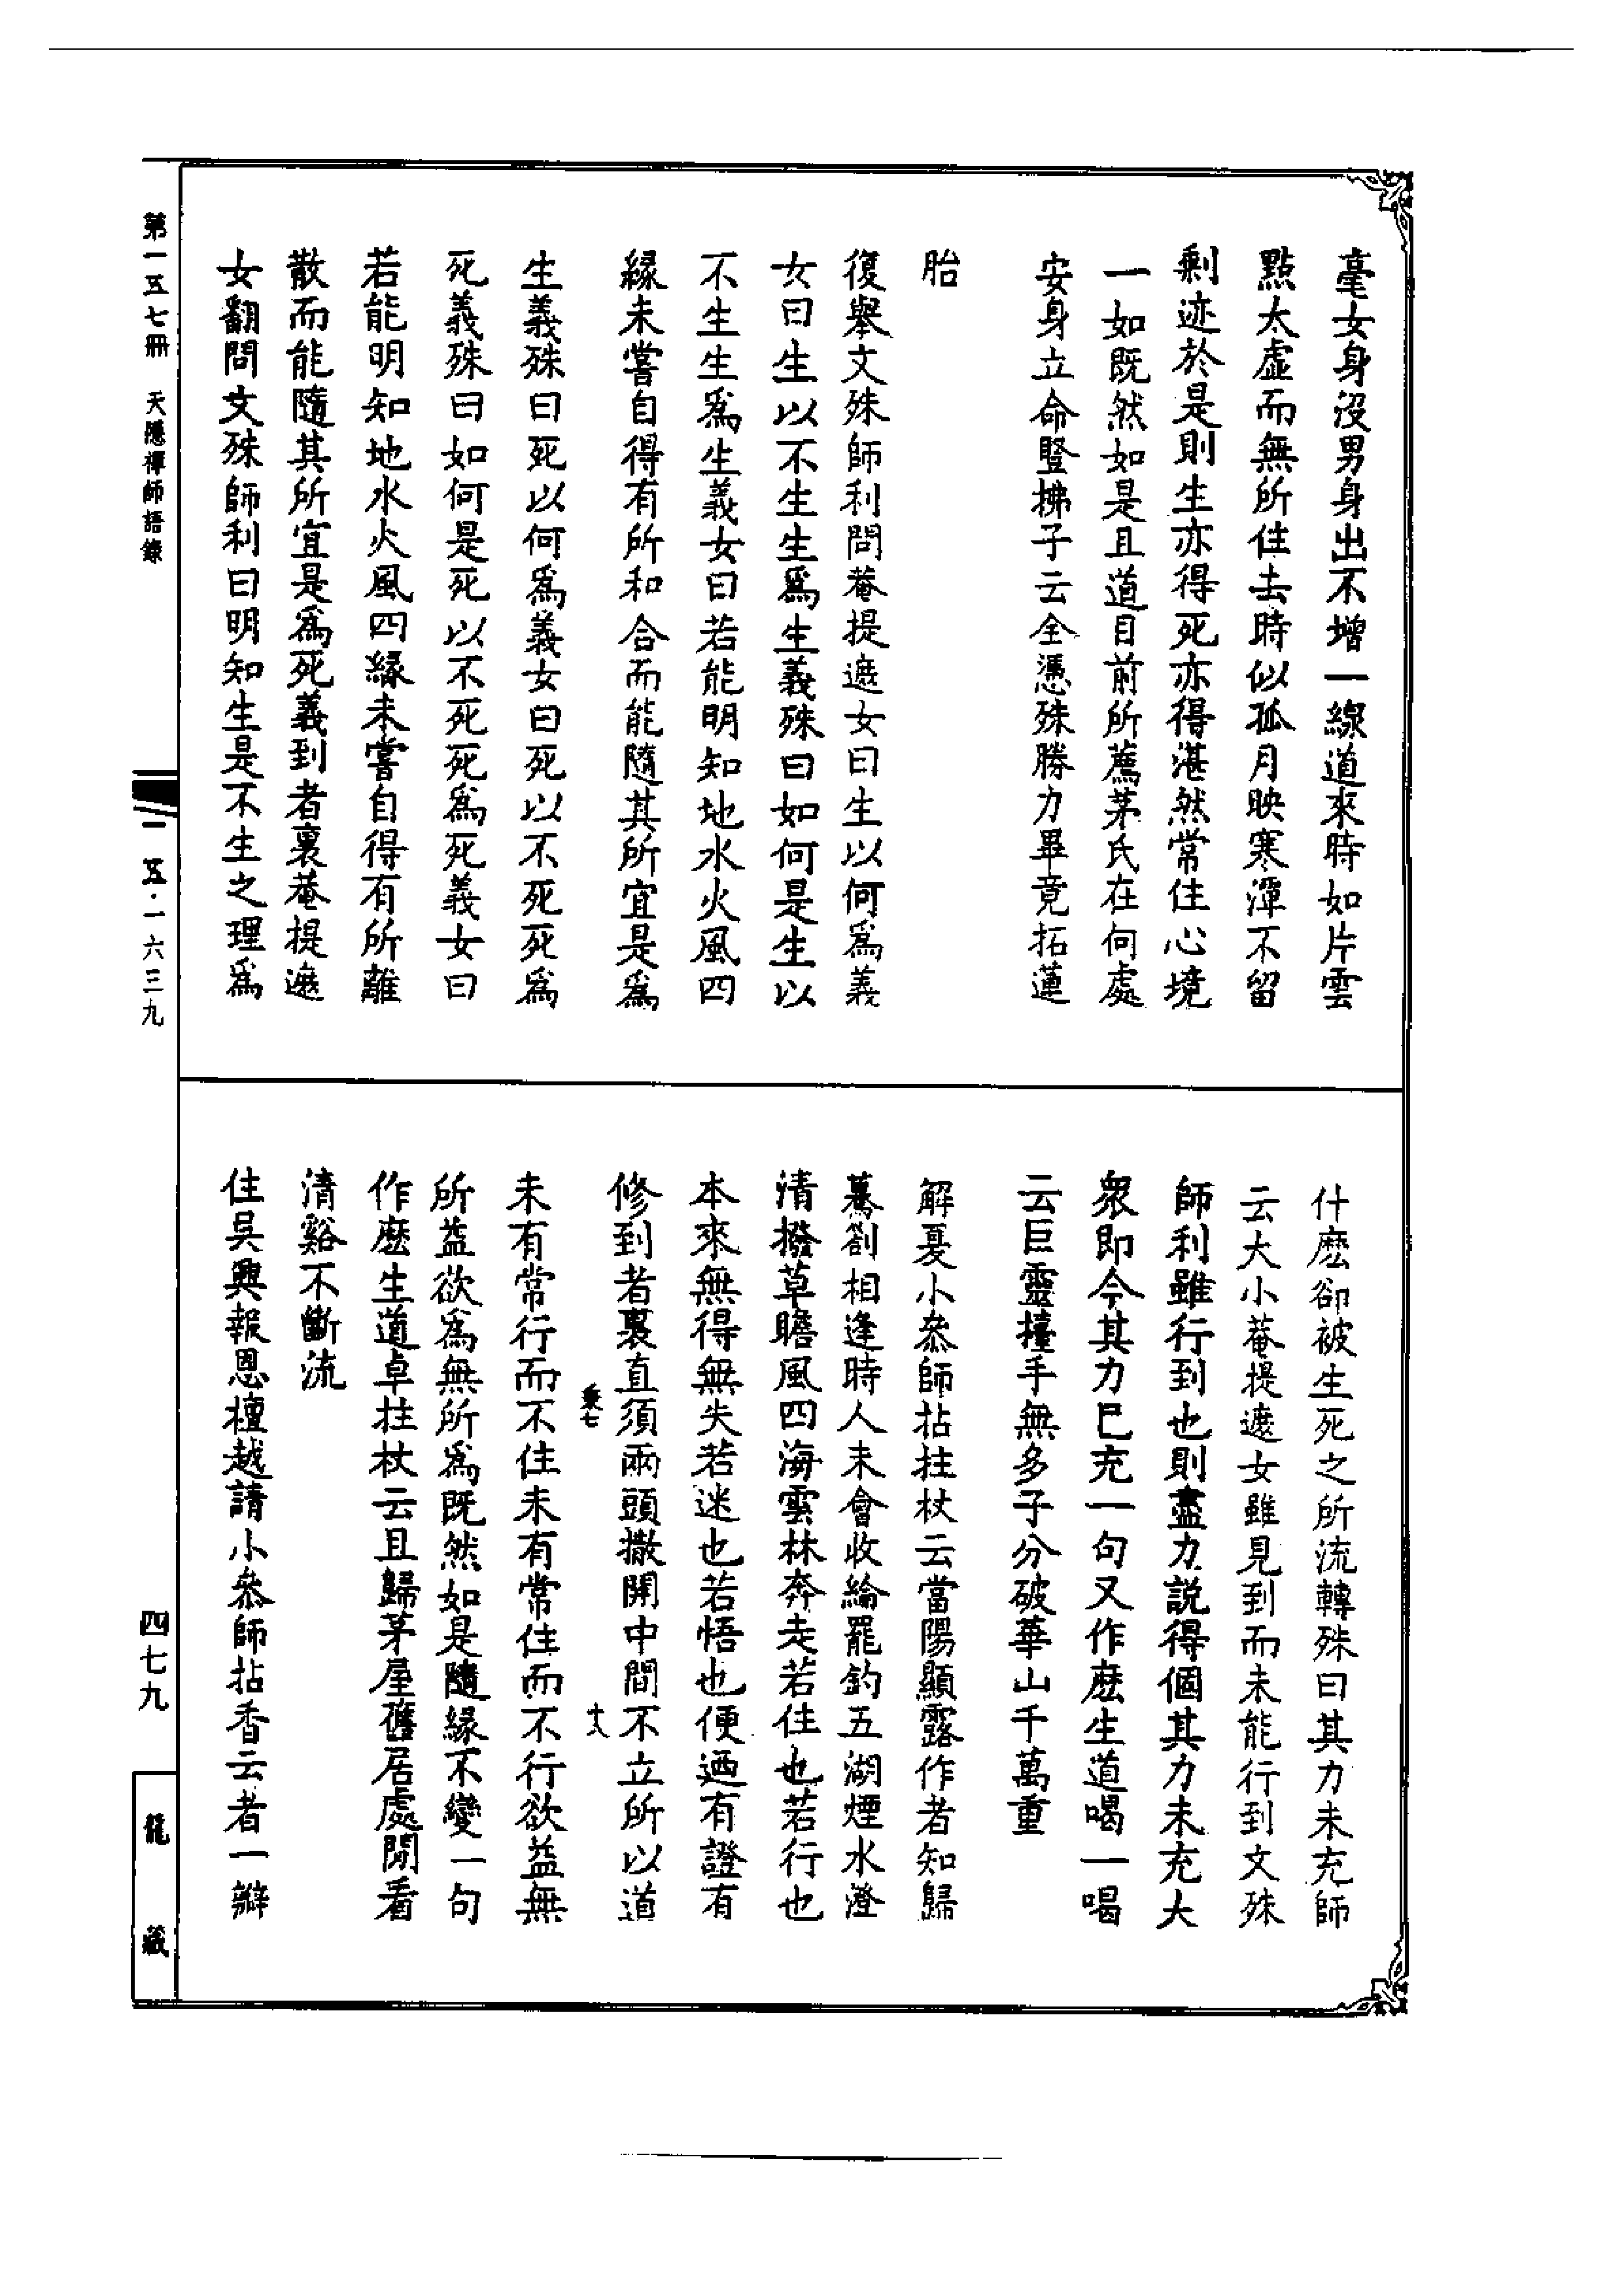 毫女身沒男身出不增一線道來時如片雲
點太虛而無所住去時似孤月映寒潭不留
剩迹於是則生亦得死亦得湛然常住心境
一如既然如是且道目前所薦茅氏在何處
安身立命豎拂子云全憑殊勝力畢竟拓蓮
胎
復舉文殊師利問菴提遮女曰生以何為義
女曰生以不生生為生義殊曰如何是生以
不生生為生義女曰若能明知地水火風四
緣未嘗自得有所和合而能隨其所宜是為
生義殊曰死以何為義女曰死以不死死為
死義殊曰如何是死以不死死為死義女曰
若能明知地水火風四緣未嘗自得有所離
散而能隨其所宜是為死義到者裏菴提遮
女翻問文殊師利曰明知生是不生之理為
什麽卻被生死之所流轉殊曰其力未充師
云大小菴提遮女雖見到而未能行到文殊
師利雖行到也則盡力說得個其力未充大
眾即今其力已充一句又作麽生道喝一喝
云巨靈擡手無多子分破華山千萬重
解夏小參師拈拄杖云當陽顯露作者知歸
驀劄相逢時人未會收綸罷釣五湖煙水澄
清撥草瞻風四海雲林奔走若住也若行也
本來無得無失若迷也若悟也便迺有證有
修到者裏直須兩頭撒開中間不立所以道
未有常行而不住未有常住而不行欲益無
所益欲為無所為既然如是隨緣不變一句
作麽生道卓拄杖云且歸茅屋舊居處閒看
清谿不斷流
住吳興報恩檀越請小參師拈香云者一瓣
第一五七冊 天隱禪師語錄
一五·一六三九
四七九
龍藏
十八